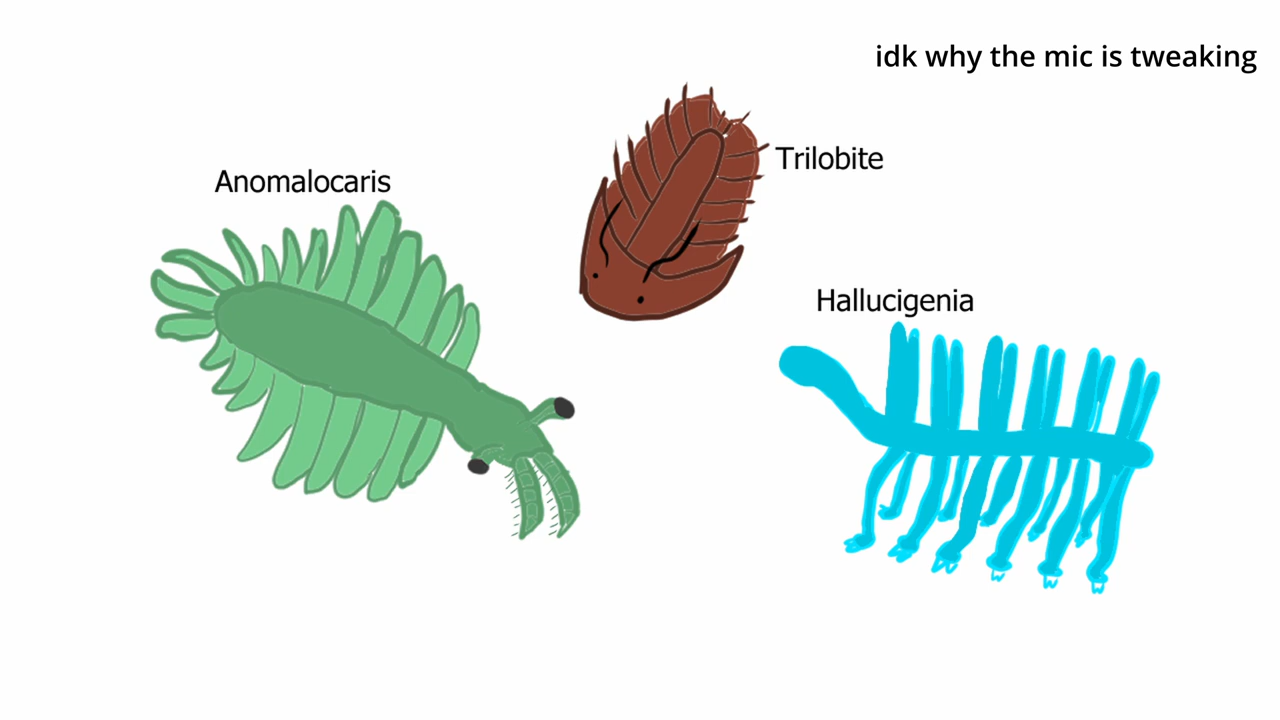 idk why the mic is tweaking
Trilobite
Anomalocaris
Hallucigenia